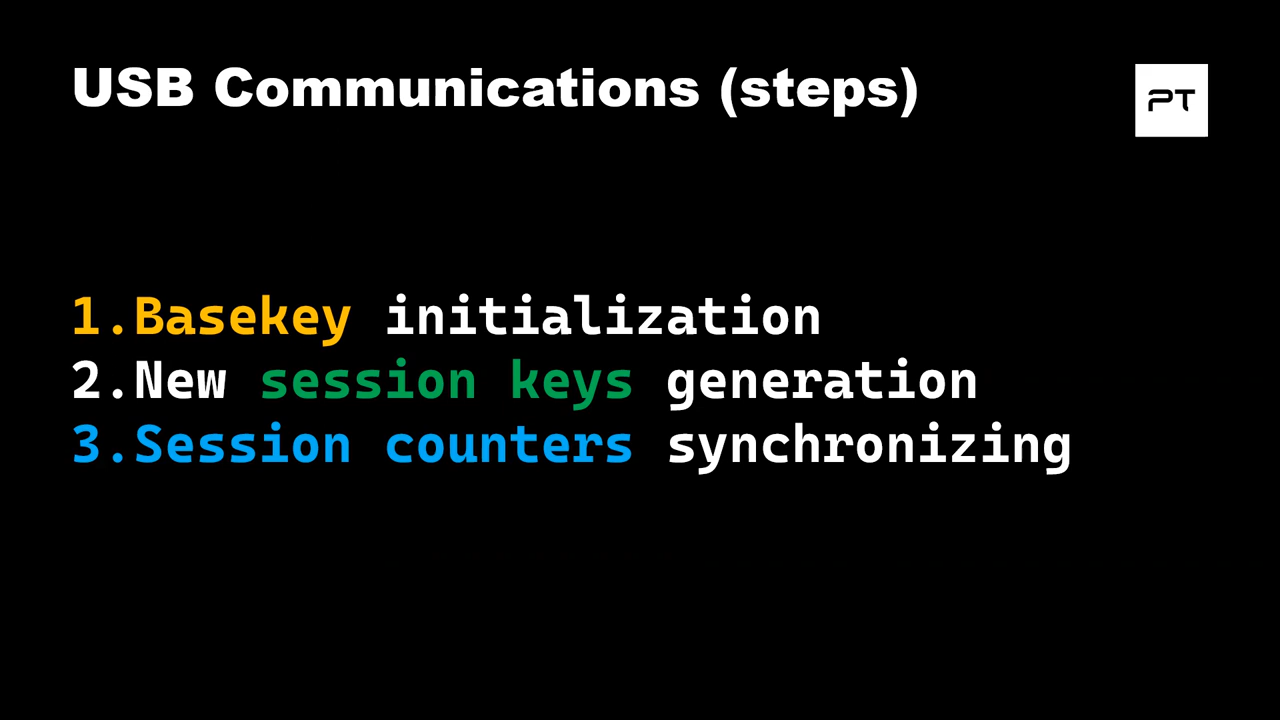 USB Communications (steps)
PT
1.Basekey initialization
2.New session keys generation
3.Session counters synchronizing